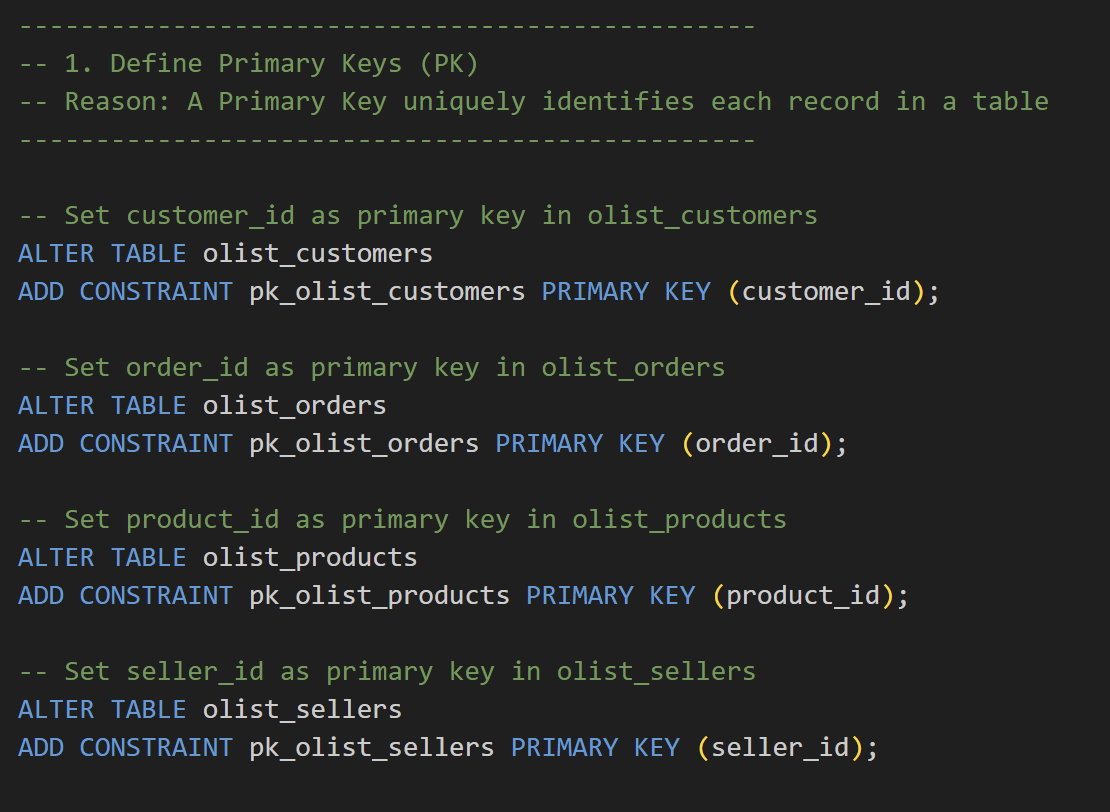 ------------------------------------------------
-- 1. Define Primary Keys (PK)
-- Reason: A Primary Key uniquely identifies each record in a table
------------------------------------------------
-- Set customer_id as primary key in olist_customers
ALTER TABLE olist_customers
ADD CONSTRAINT pk_olist_customers PRIMARY KEY (customer_id);
-- Set order_id as primary key in olist_orders
ALTER TABLE olist_orders
ADD CONSTRAINT pk_olist_orders PRIMARY KEY (order_id);
-- Set product_id as primary key in olist_products
ALTER TABLE olist_products
ADD CONSTRAINT pk_olist_products PRIMARY KEY (product_id);
-- Set seller_id as primary key in olist_sellers
ALTER TABLE olist_sellers
ADD CONSTRAINT pk_olist_sellers PRIMARY KEY (seller_id);